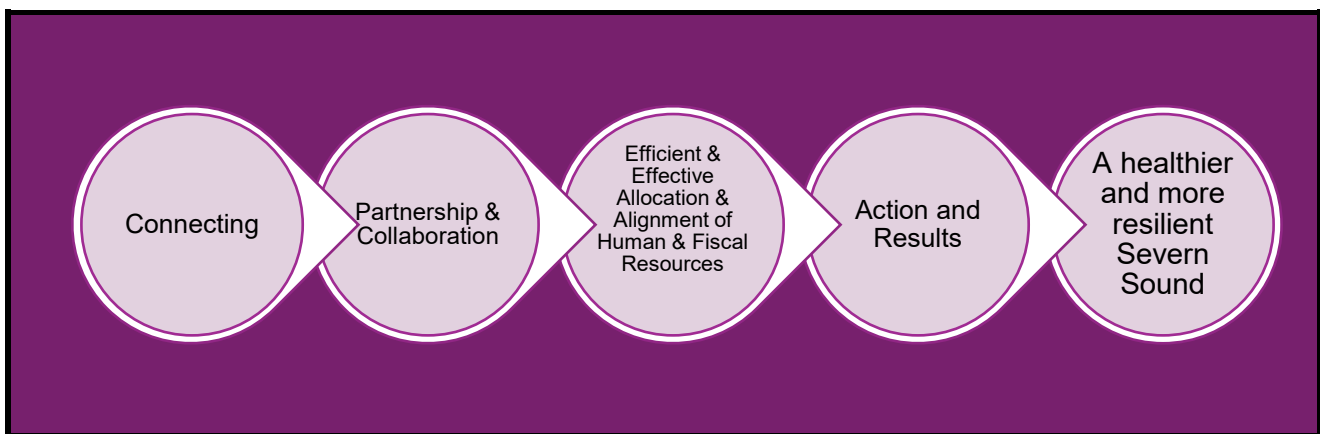 Connecting
Partnership &
Collaboration
Efficient &
Effective
Allocation &
Alignment of
Human & Fiscal
Resources
Action and
Results
A healthier
and more
resilient
Severn
Sound